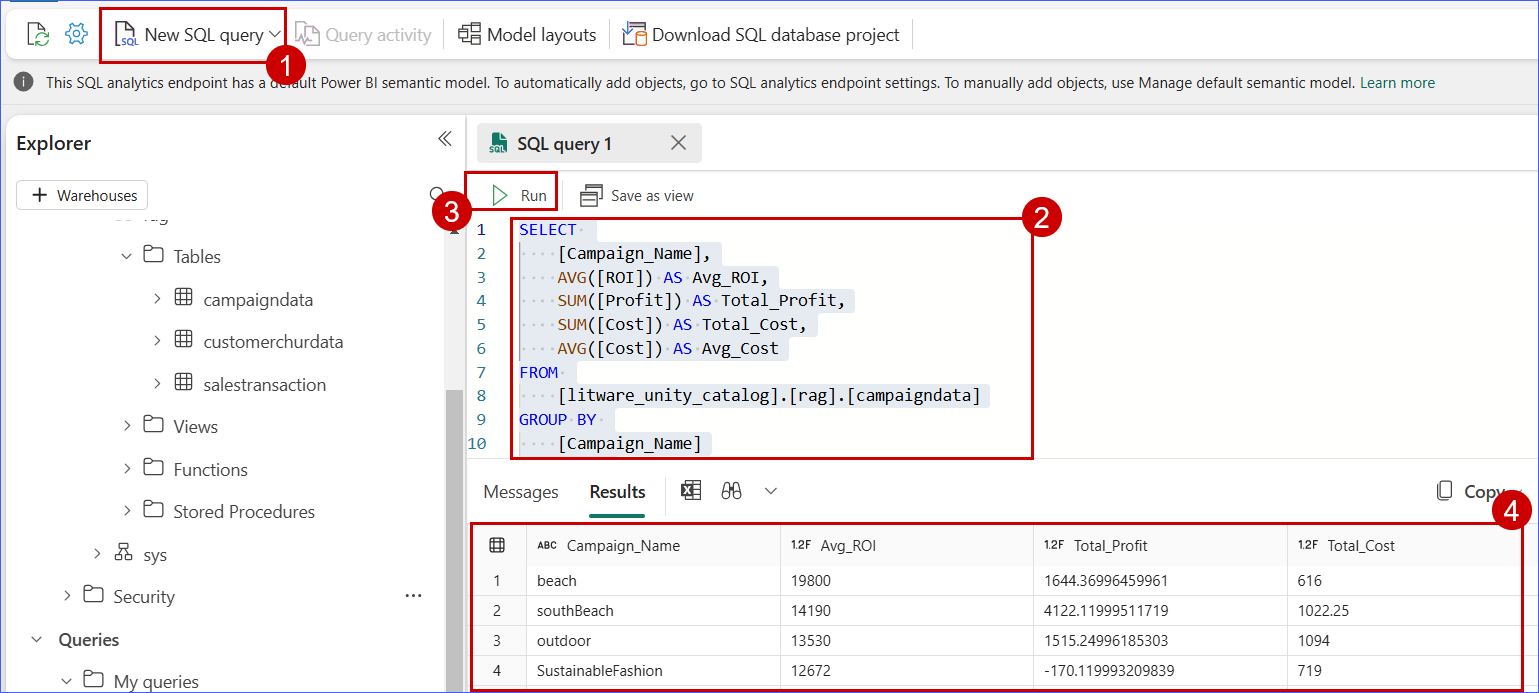 New SQL query
Query activity
Model layouts
Download SQL database project
1
This SQL analytics endpoint has a default Power BI semantic model. To automatically add objects, go to SQL analytics endpoint settings. To manually add objects, use Manage default semantic model. Learn more
Explorer
+ Warehouses
Tables
campaigndata
customerchurdata
salestransaction
Views
Functions
Stored Procedures
sys
Security
Queries
My queries
SQL query 1
3
Run
Save as view
2
1 SELECT
2 [Campaign_Name],
3 AVG([ROI]) AS Avg_ROI,
4 SUM([Profit]) AS Total_Profit,
5 SUM([Cost]) AS Total_Cost,
6 AVG([Cost]) AS Avg_Cost
7 FROM
8 [litware_unity_catalog].[rag].[campaigndata]
9 GROUP BY
10 [Campaign_Name]
Messages
Results
Copy
4
ABC Campaign_Name 1.2F Avg_ROI 1.2F Total_Profit 1.2F Total_Cost
1 beach 19800 1644.36996459961 616
2 southBeach 14190 4122.11999511719 1022.25
3 outdoor 13530 1515.24996185303 1094
4 SustainableFashion 12672 -170.119993209839 719